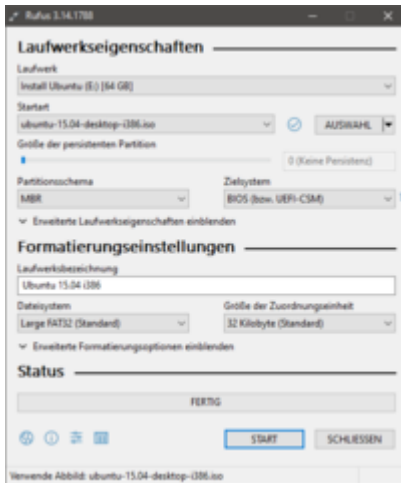 Rufus 3.14.1788
Laufwerkseigenschaften
Laufwerk
Install Ubuntu (E:) [64 GB]
Startart
ubuntu-15.04-desktop-i386.iso
AUSWAHL
Größe der persistenten Partition
0 (Keine Persistenz)
Partitionsschema
Zielsystem
MBR
BIOS (bzw. UEFI-CSM)
Erweiterte Laufwerkseigenschaften einblenden
Formatierungseinstellungen
Laufwerksbezeichnung
Ubuntu 15.04 i386
Dateisystem
Größe der Zuordnungseinheit
Large FAT32 (Standard)
32 Kilobyte (Standard)
Erweiterte Formatierungsoptionen einblenden
Status
FERTIG
START
SCHLIESSEN
Verwende Abbild: ubuntu-15.04-desktop-i386.iso